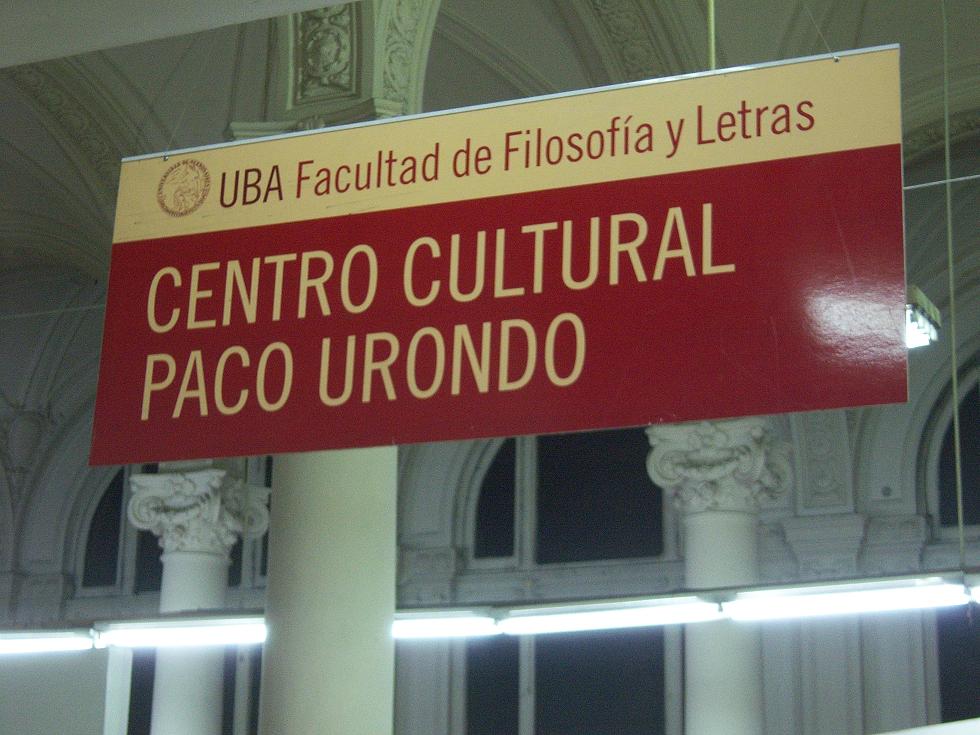 UBA Facultad de Filosofía y Letras
CENTRO CULTURAL
PACO URONDO